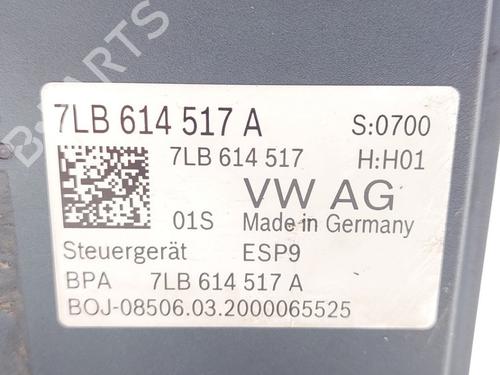 7LB 614 517 A S:0700
7LB 614 517 H:H01
VW AG
01S Made in Germany
Steuergerät ESP9
BPA 7LB 614 517 A
BOJ-08506.03.2000065525
PARTS